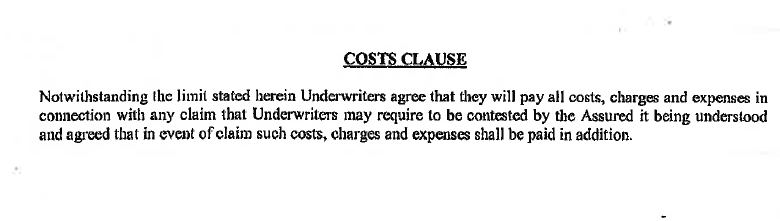 COSTS CLAUSE
Notwithstanding the limit stated herein Underwriters agree that they will pay all costs, charges and expenses in
connection with any claim that Underwriters may require to be contested by the Assured it being understood
and agreed that in event of claim such costs, charges and expenses shall be paid in addition.